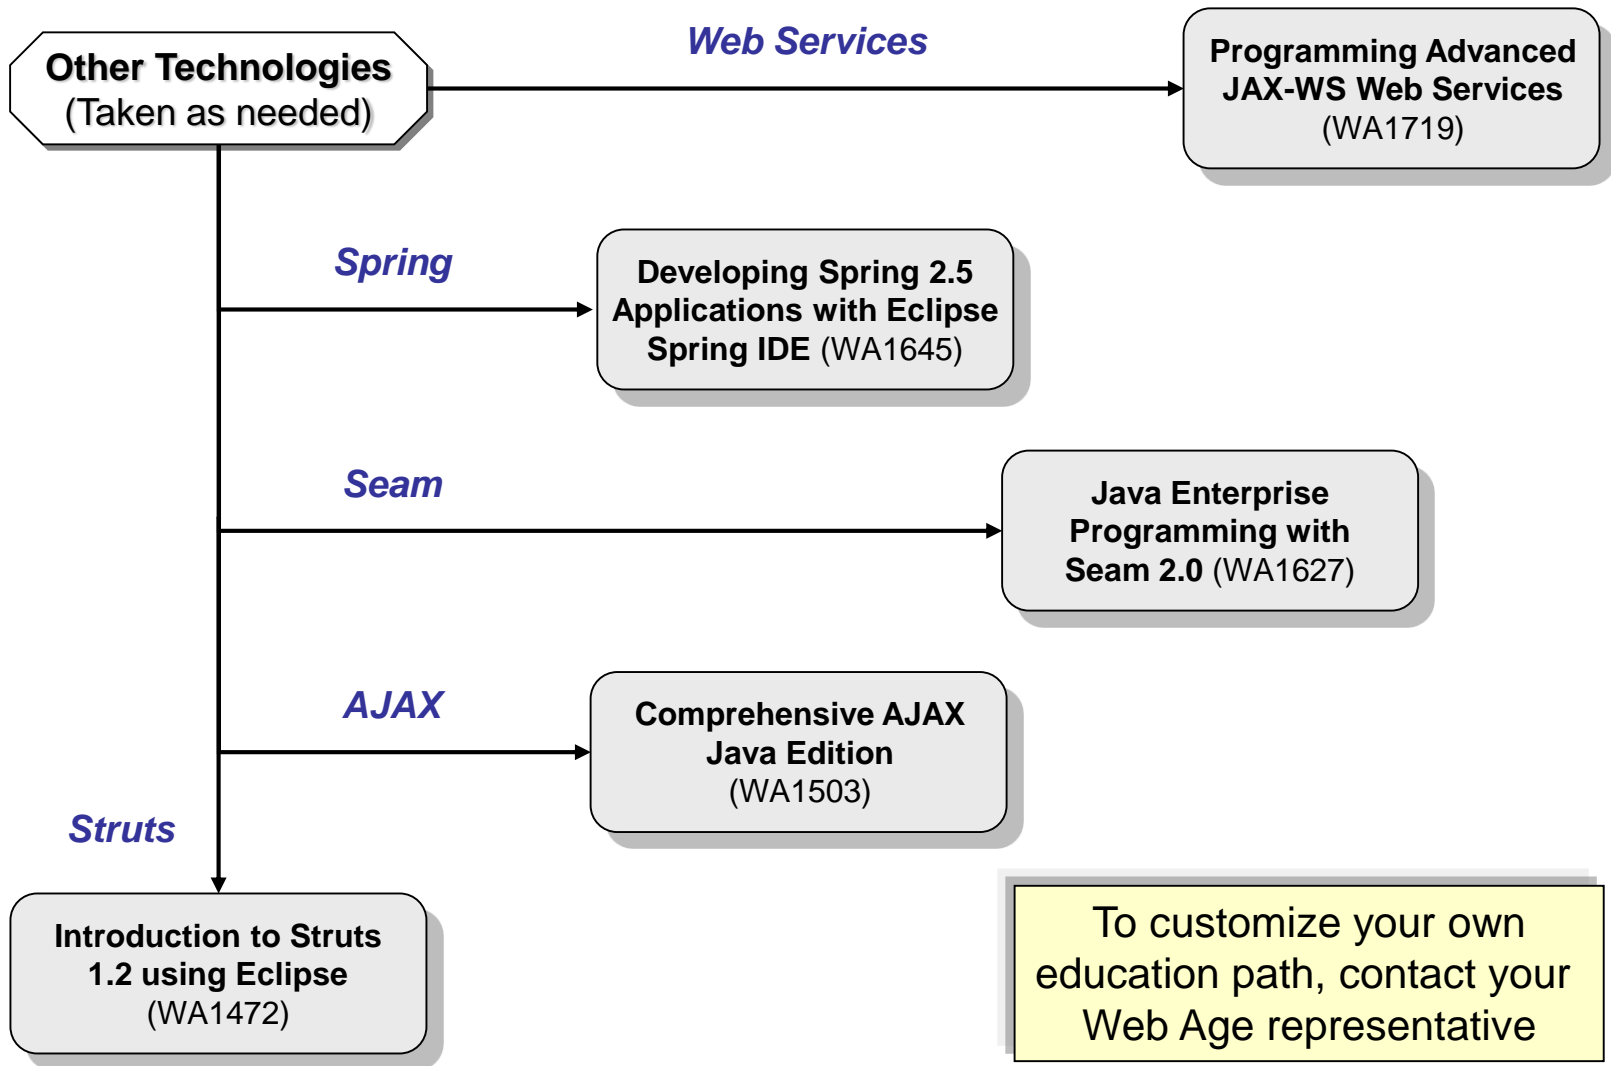 Other Technologies
(Taken as needed)
Web Services
Programming Advanced
JAX-WS Web Services
(WA1719)
Spring
Developing Spring 2.5
Applications with Eclipse
Spring IDE (WA1645)
Seam
Java Enterprise
Programming with
Seam 2.0 (WA1627)
AJAX
Comprehensive AJAX
Java Edition
(WA1503)
Struts
Introduction to Struts
1.2 using Eclipse
(WA1472)
To customize your own
education path, contact your
Web Age representative